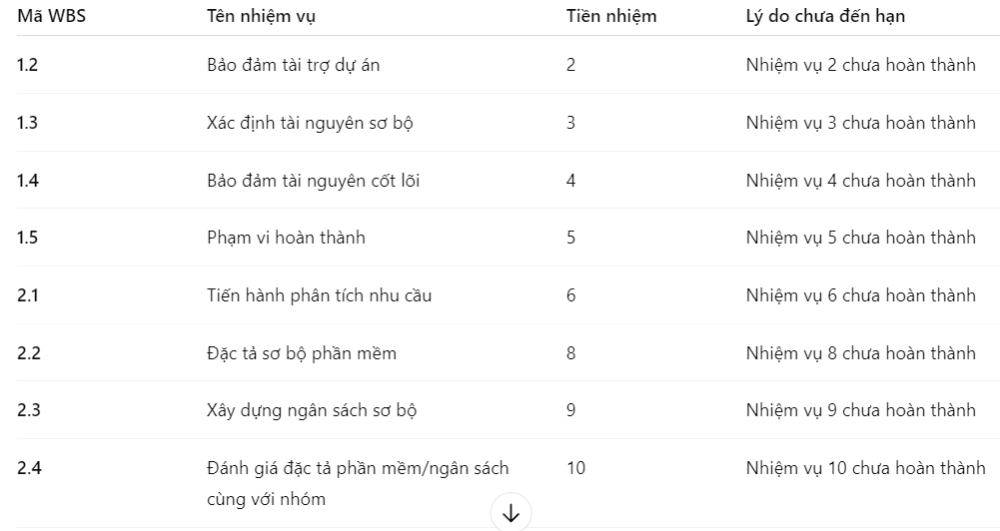 Mã WBS Tên nhiệm vụ Tiền nhiệm Lý do chưa đến hạn
1.2 Bảo đảm tài trợ dự án 2 Nhiệm vụ 2 chưa hoàn thành
1.3 Xác định tài nguyên sơ bộ 3 Nhiệm vụ 3 chưa hoàn thành
1.4 Bảo đảm tài nguyên cốt lõi 4 Nhiệm vụ 4 chưa hoàn thành
1.5 Phạm vi hoàn thành 5 Nhiệm vụ 5 chưa hoàn thành
2.1 Tiến hành phân tích nhu cầu 6 Nhiệm vụ 6 chưa hoàn thành
2.2 Đặc tả sơ bộ phần mềm 8 Nhiệm vụ 8 chưa hoàn thành
2.3 Xây dựng ngân sách sơ bộ 9 Nhiệm vụ 9 chưa hoàn thành
2.4 Đánh giá đặc tả phần mềm/ngân sách 10 Nhiệm vụ 10 chưa hoàn thành
cùng với nhóm